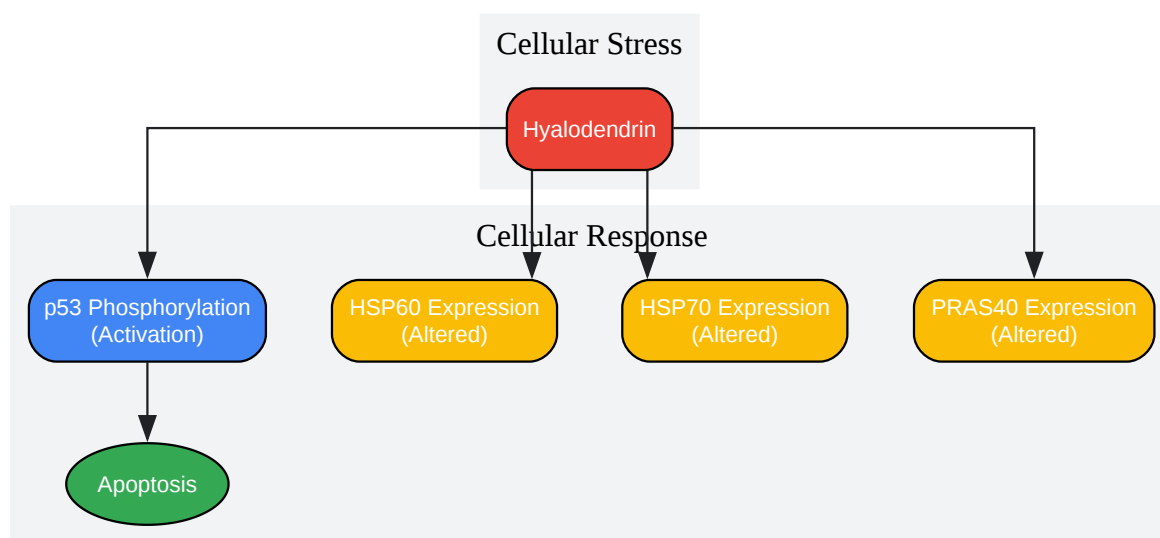 Cellular Stress
Hyalodendrin
Cellular Response
p53 Phosphorylation
(Activation)
HSP60 Expression
(Altered)
HSP70 Expression
(Altered)
PRAS40 Expression
(Altered)
Apoptosis